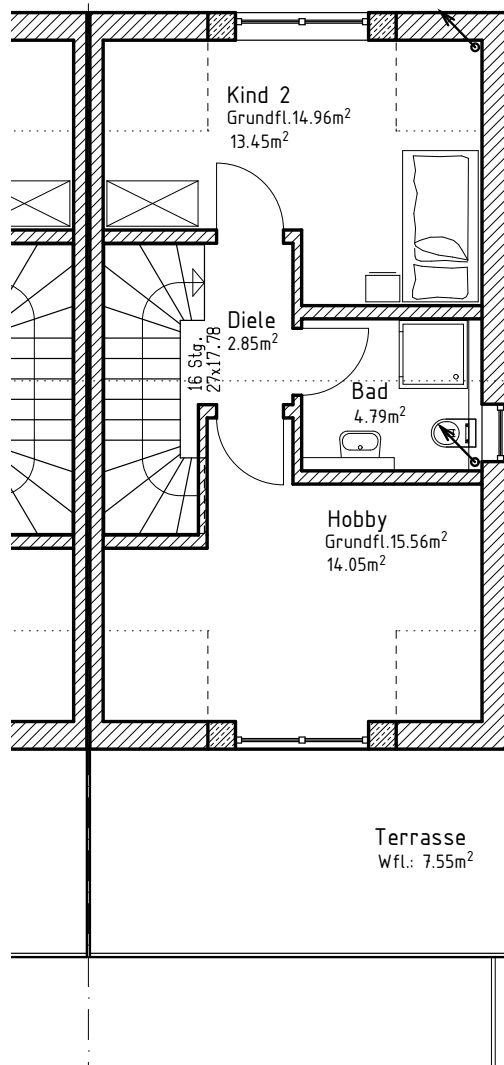 Kind 2
Grundfl.14.96m²
13.45m²
Diele
2.85m²
16 Stg.
27x17.78
Bad
4.79m²
Hobby
Grundfl.15.56m²
14.05m²
Terrasse
Wfl.: 7.55m²